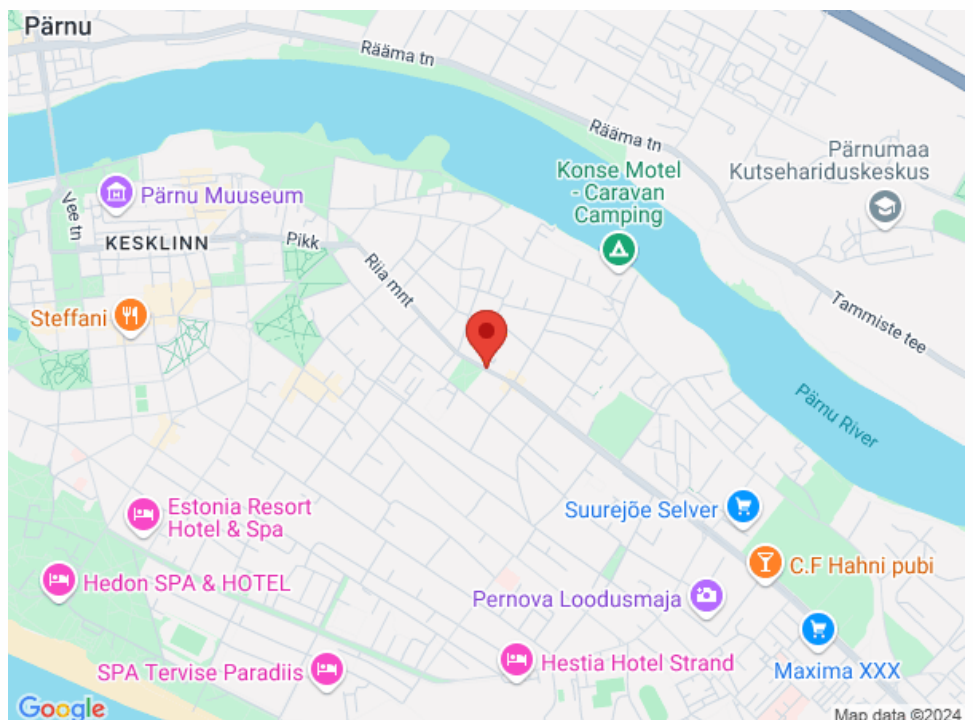 Pärnu
Rääma tn
Rääma tn
Pärnumaa
Kutsehariduskeskus
Konse Motel
- Caravan
Camping
Vee tn
Pärnu Muuseum
KESKLINN
Pikk
Riia mnt
Steffani
Tammiste tee
Pärnu River
Estonia Resort
Hotel & Spa
Suurejõe Selver
C.F Hahni pubi
Hedon SPA & HOTEL
Pernova Loodusmaja
SPA Tervise Paradiis
Hestia Hotel Strand
Maxima XXX
Google
Map data ©2024